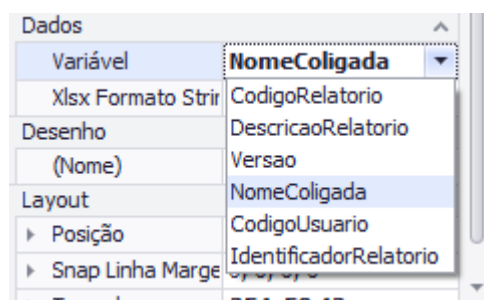 Dados
Variável NomeColigada
Xlsx Formato Strir CodigoRelatorio
DescricaoRelatorio
Desenho
(Nome) Versao
NomeColigada
Layout
CodigoUsuario
Posição
IdentificadorRelatorio
Snap Linha Marge